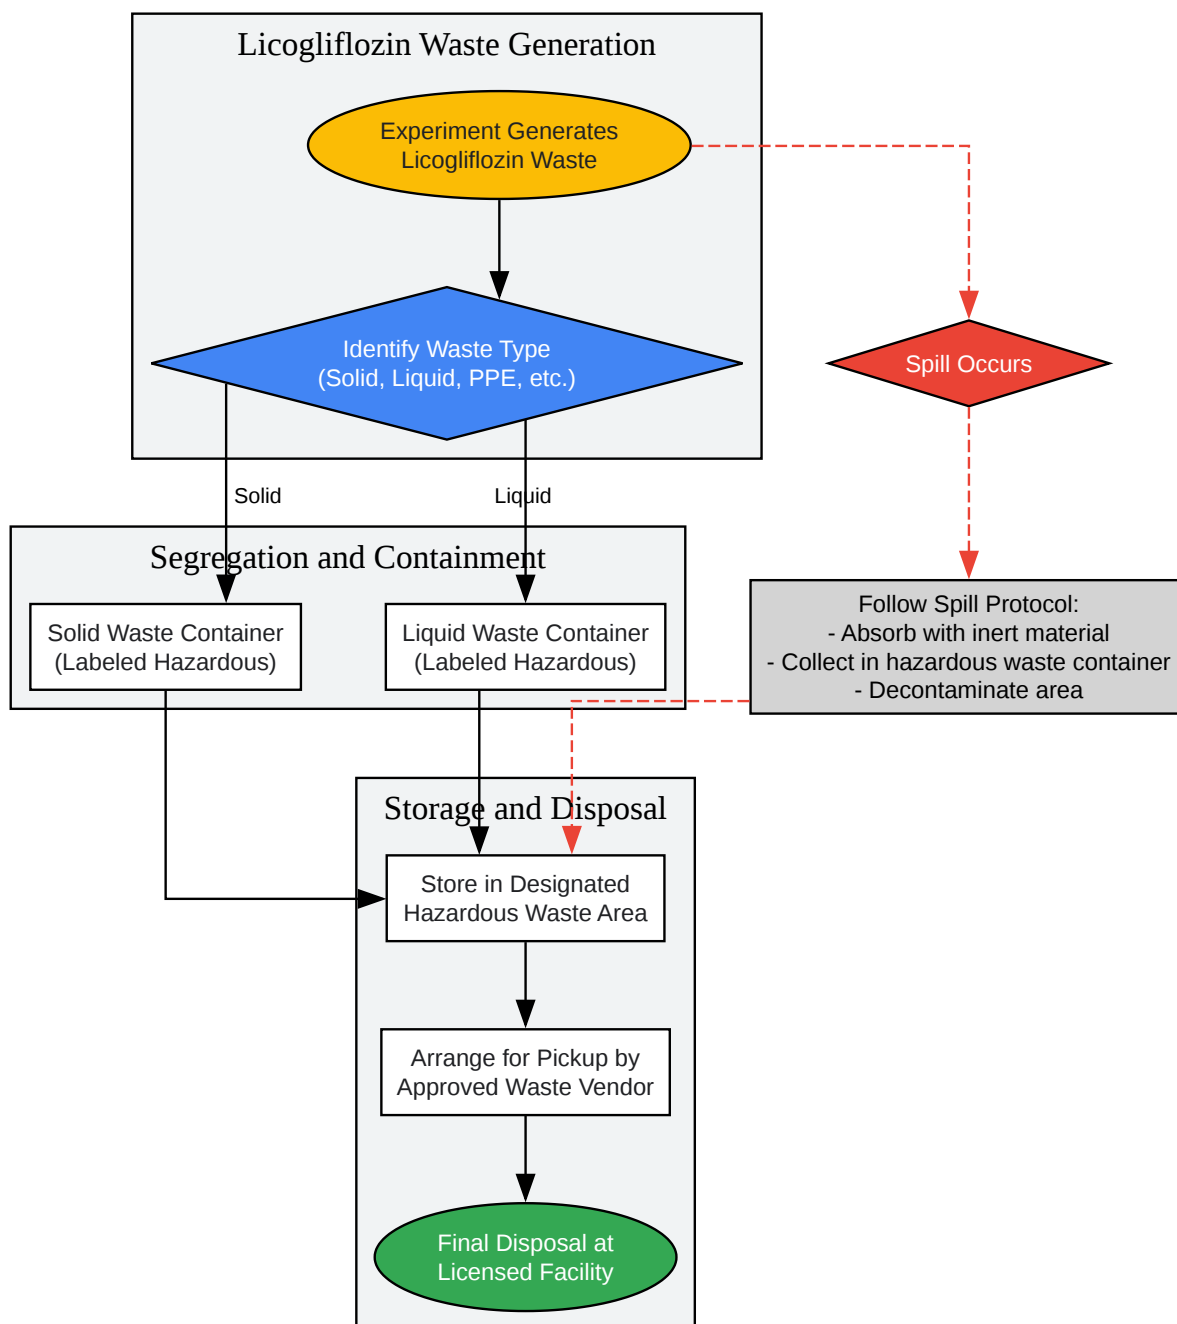 Licogliflozin Waste Generation
Experiment Generates
Licogliflozin Waste
Identify Waste Type
(Solid, Liquid, PPE, etc.)
Spill Occurs
Solid
Liquid
Segregation and Containment
Solid Waste Container
(Labeled Hazardous)
Liquid Waste Container
(Labeled Hazardous)
Follow Spill Protocol:
- Absorb with inert material
- Collect in hazardous waste container
- Decontaminate area
Storage and Disposal
Store in Designated
Hazardous Waste Area
Arrange for Pickup by
Approved Waste Vendor
Final Disposal at
Licensed Facility